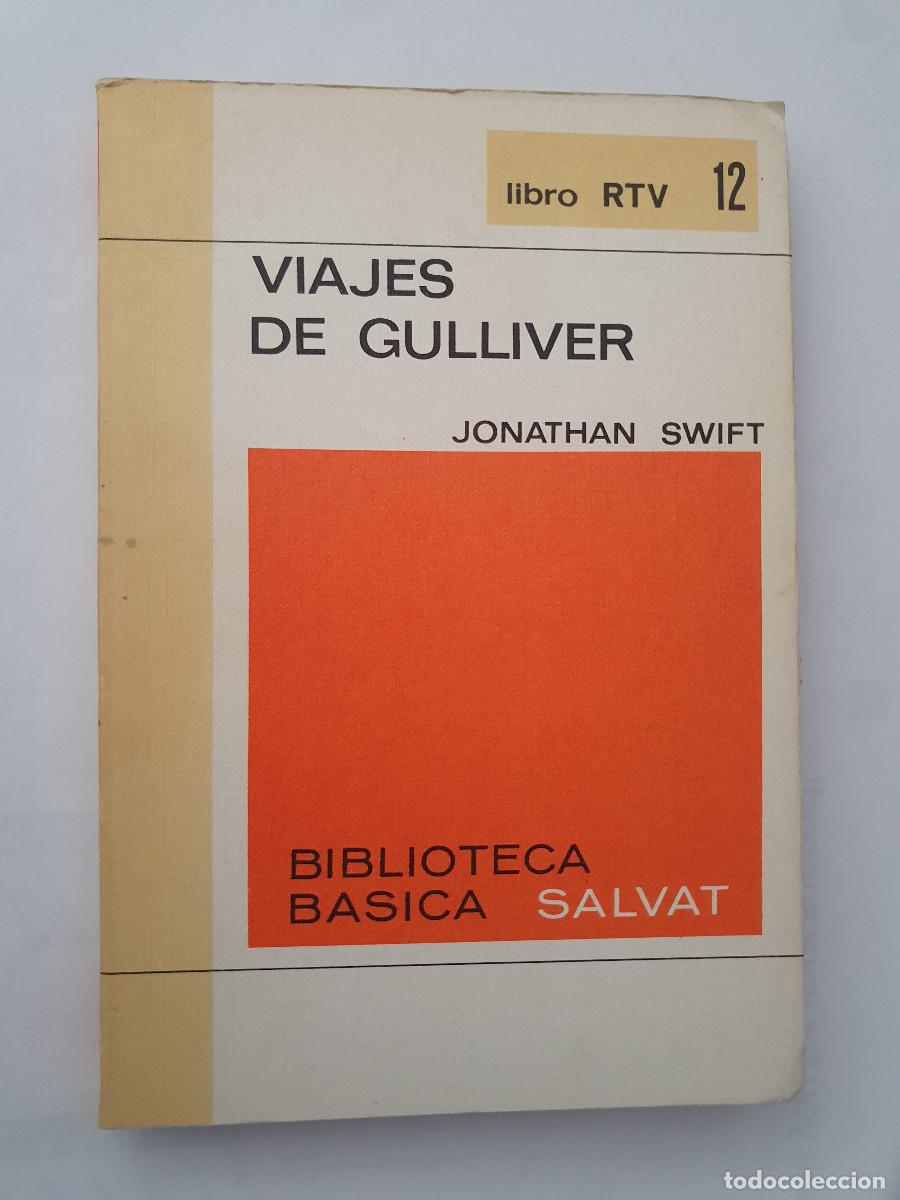 libro RTV 12
VIAJES
DE GULLIVER
JONATHAN SWIFT
BIBLIOTECA
BASICA SALVAT
todocoleccion